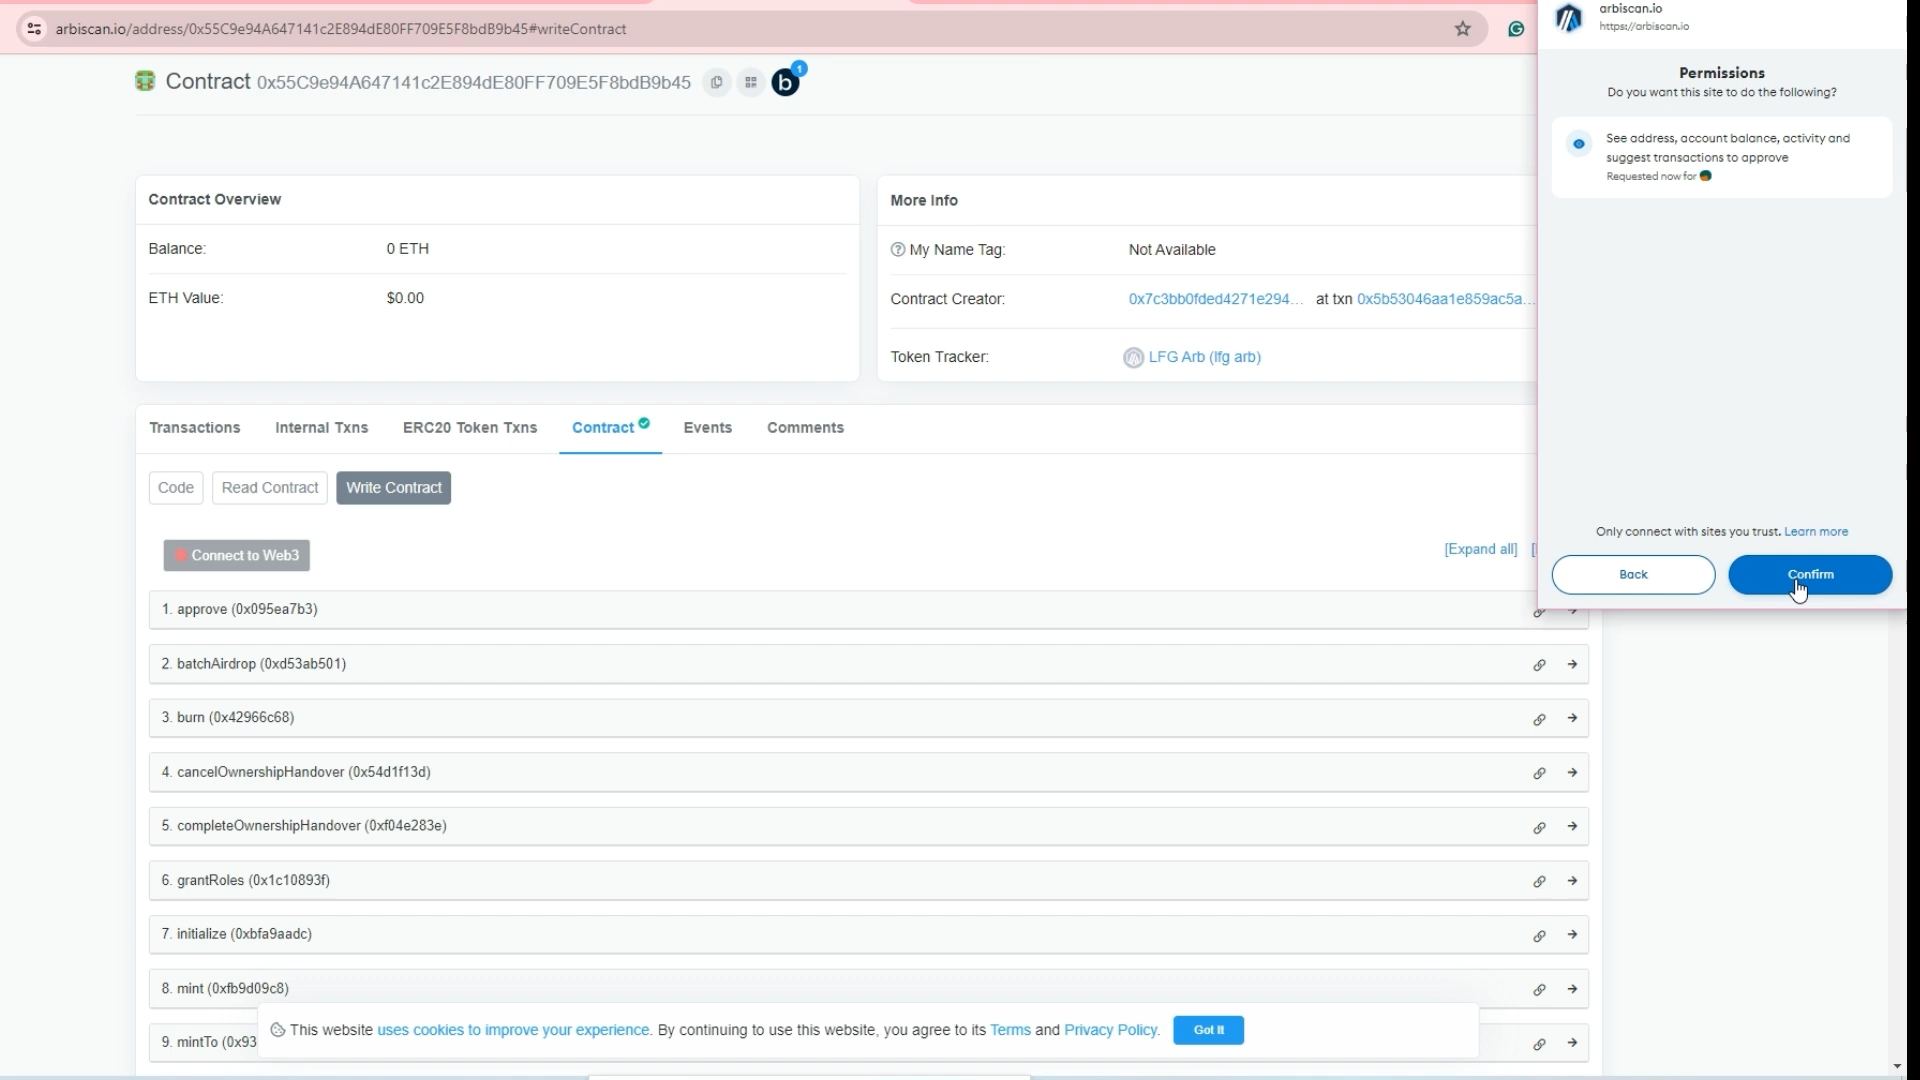 arbiscan.io/address/0x55C9e94A647141c2E894dE80FF709E5F8bdB9b45#writeContract
Contract 0x55C9e94A647141c2E894dE80FF709E5F8bdB9b45
b
1
Contract Overview
Balance: 0 ETH
ETH Value: $0.00
More Info
My Name Tag: Not Available
Contract Creator: 0x7c3bb0fded4271e294... at txn 0x5b53046aa1e859ac5a...
Token Tracker: LFG Arb (lfg arb)
Transactions Internal Txns ERC20 Token Txns Contract Events Comments
Code Read Contract Write Contract
Connect to Web3
[Expand all]
1. approve (0x095ea7b3)
2. batchAirdrop (0xd53ab501)
3. burn (0x42966c68)
4. cancelOwnershipHandover (0x54d1f13d)
5. completeOwnershipHandover (0xf04e283e)
6. grantRoles (0x1c10893f)
7. initialize (0xbfa9aadc)
8. mint (0xfb9d09c8)
9. mintTo (0x93
This website uses cookies to improve your experience. By continuing to use this website, you agree to its Terms and Privacy Policy.
Got It
arbiscan.io
https://arbiscan.io
Permissions
Do you want this site to do the following?
See address, account balance, activity and
suggest transactions to approve
Requested now for
Only connect with sites you trust. Learn more
Back Confirm